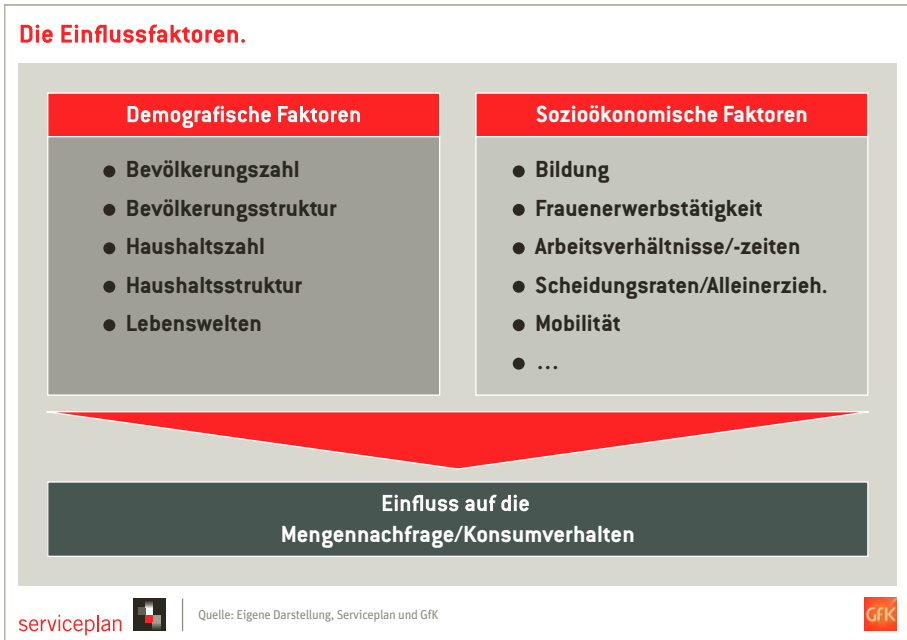 Die Einflussfaktoren.
Demografische Faktoren
● Bevölkerungszahl
● Bevölkerungsstruktur
● Haushaltszahl
● Haushaltsstruktur
● Lebenswelten
Sozioökonomische Faktoren
● Bildung
● Frauenerwerbstätigkeit
● Arbeitsverhältnisse/-zeiten
● Scheidungsraten/Alleinerzieh.
● Mobilität
● ...
Einfluss auf die
Mengennachfrage/Konsumverhalten
serviceplan
Quelle: Eigene Darstellung, Serviceplan und GfK
GfK